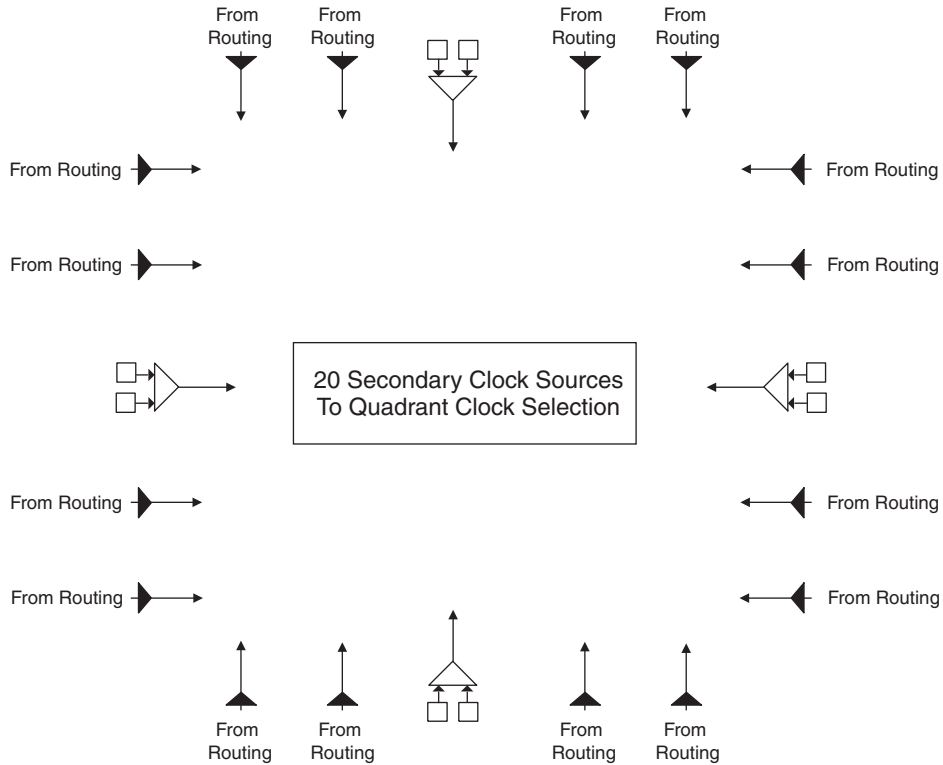 From
Routing
From
Routing
From
Routing
From
Routing
From Routing
From Routing
From Routing
From Routing
20 Secondary Clock Sources
To Quadrant Clock Selection
From Routing
From Routing
From Routing
From Routing
From
Routing
From
Routing
From
Routing
From
Routing